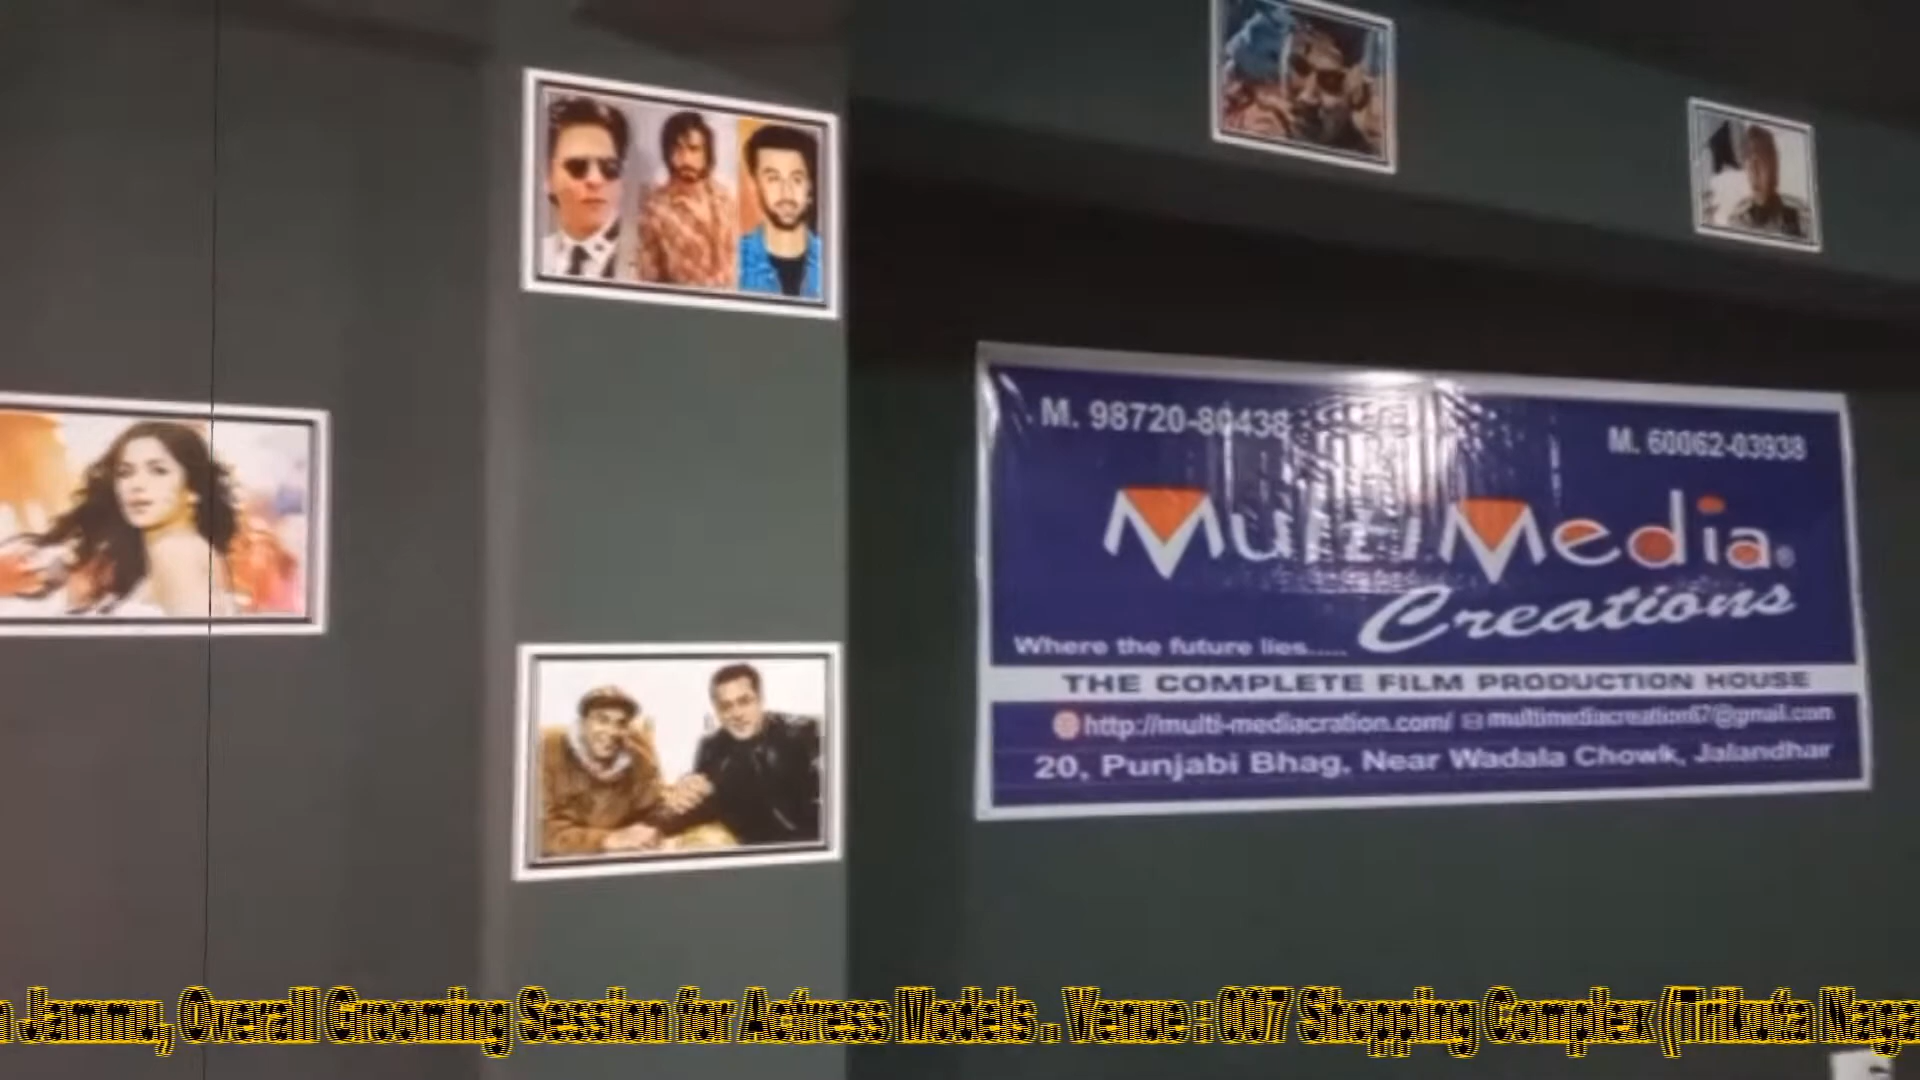 M. 98720-80438
M. 60062-03938
Multi Media
Creations
Where the future lies.....
THE COMPLETE FILM PRODUCTION HOUSE
http://multi-mediacration.com/ multimediacreation67@gmail.com
20, Punjabi Bhag, Near Wadala Chowk, Jalandhar
Jammu, Overall Grooming Session for Actress Models . Venue : 007 Shopping Complex (Trikuta Naga